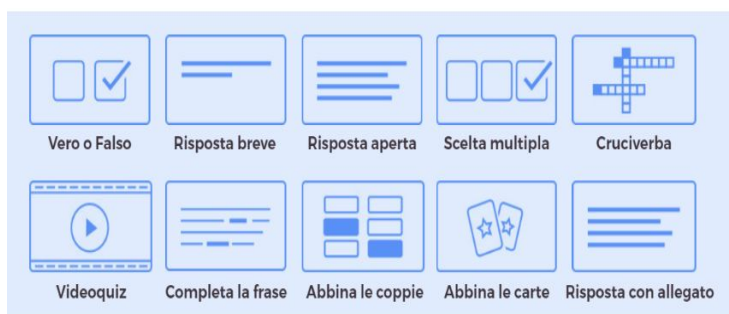 Vero o Falso
Risposta breve
Risposta aperta
Scelta multipla
Cruciverba
Videoquiz
Completa la frase
Abbina le coppie
Abbina le carte
Risposta con allegato